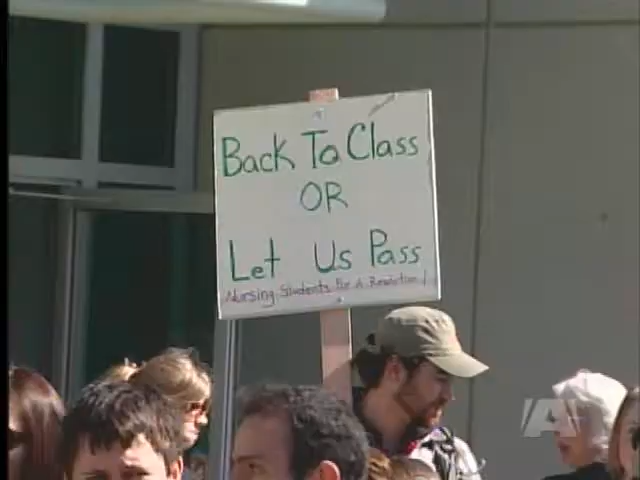 Back To Class
OR
Let Us Pass
Nursing Students For A Resolution!
A